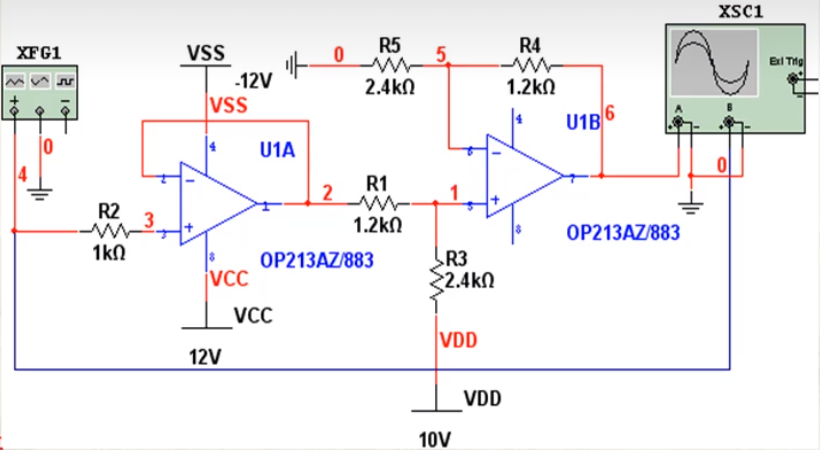 XSC1
XFG1
VSS
-12V
VSS
0
R5
2.4kΩ
5
R4
1.2kΩ
6
Ext Trig
+
A
B
+
-
+
-
+
-
0
4
4
U1A
2
-
1
2
R1
1.2kΩ
1
U1B
4
6
-
7
5
+
8
0
R2
1kΩ
3
3
+
8
OP213AZ/883
OP213AZ/883
R3
2.4kΩ
VCC
VCC
12V
VDD
VDD
10V